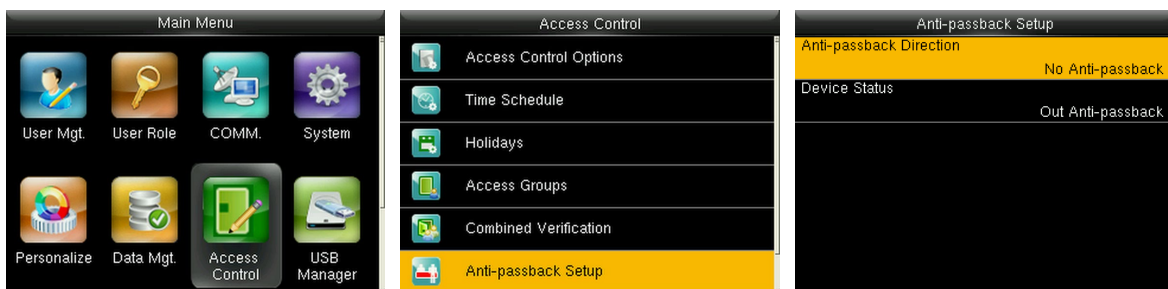 Main Menu
User Mgt.
User Role
COMM.
System
Personalize
Data Mgt.
Access
Control
USB
Manager
Access Control
Access Control Options
Time Schedule
Holidays
Access Groups
Combined Verification
Anti-passback Setup
Anti-passback Setup
Anti-passback Direction
No Anti-passback
Device Status
Out Anti-passback